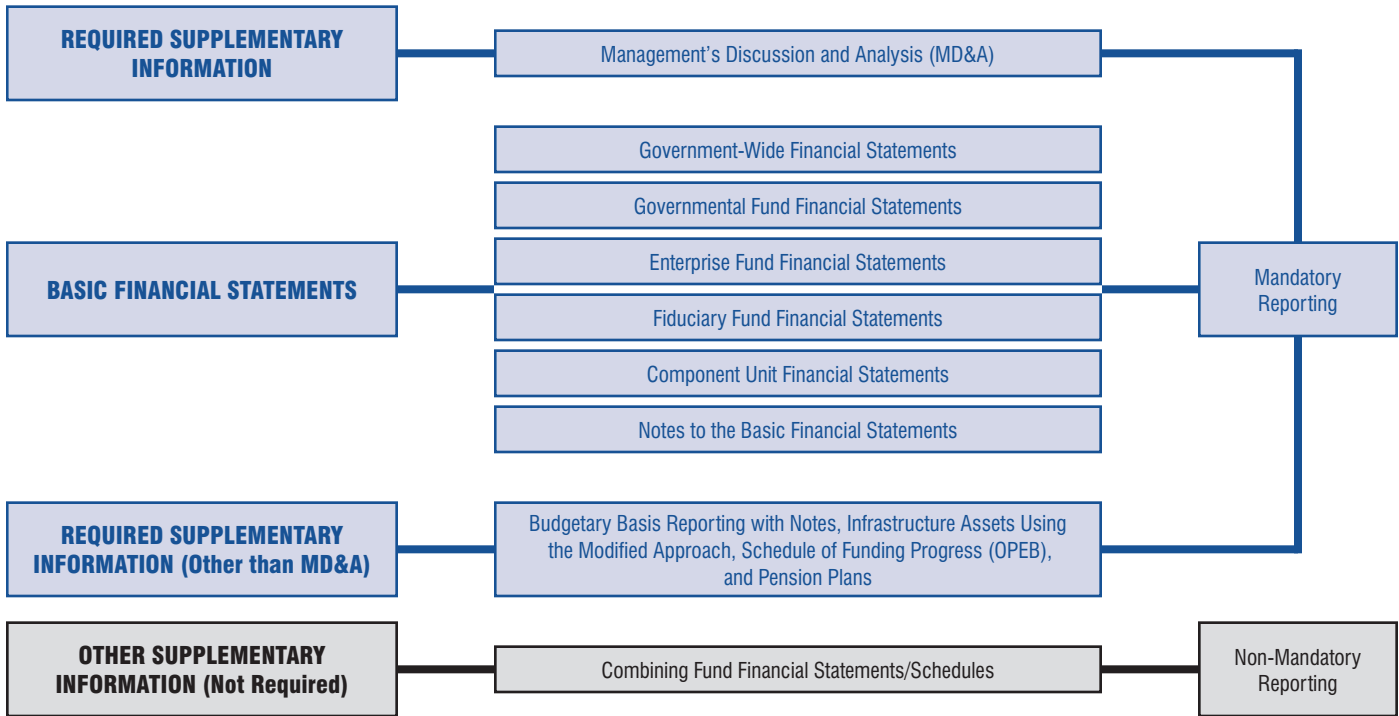 REQUIRED SUPPLEMENTARY
INFORMATION
Management's Discussion and Analysis (MD&A)
Government-Wide Financial Statements
Governmental Fund Financial Statements
BASIC FINANCIAL STATEMENTS
Enterprise Fund Financial Statements
Fiduciary Fund Financial Statements
Component Unit Financial Statements
Notes to the Basic Financial Statements
Mandatory
Reporting
REQUIRED SUPPLEMENTARY
INFORMATION (Other than MD&A)
Budgetary Basis Reporting with Notes, Infrastructure Assets Using
the Modified Approach, Schedule of Funding Progress (OPEB),
and Pension Plans
OTHER SUPPLEMENTARY
INFORMATION (Not Required)
Combining Fund Financial Statements/Schedules
Non-Mandatory
Reporting